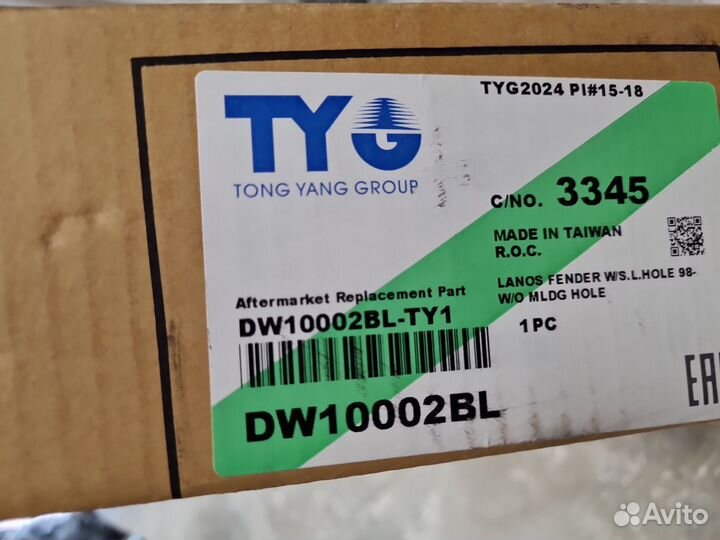 TYG2024 PI#15-18
TYG
TONG YANG GROUP
C/NO. 3345
MADE IN TAIWAN
R.O.C.
LANOS FENDER W/S.L.HOLE 98-
W/O MLDG HOLE
1 PC
Aftermarket Replacement Part
DW10002BL-TY1
DW10002BL
Avito